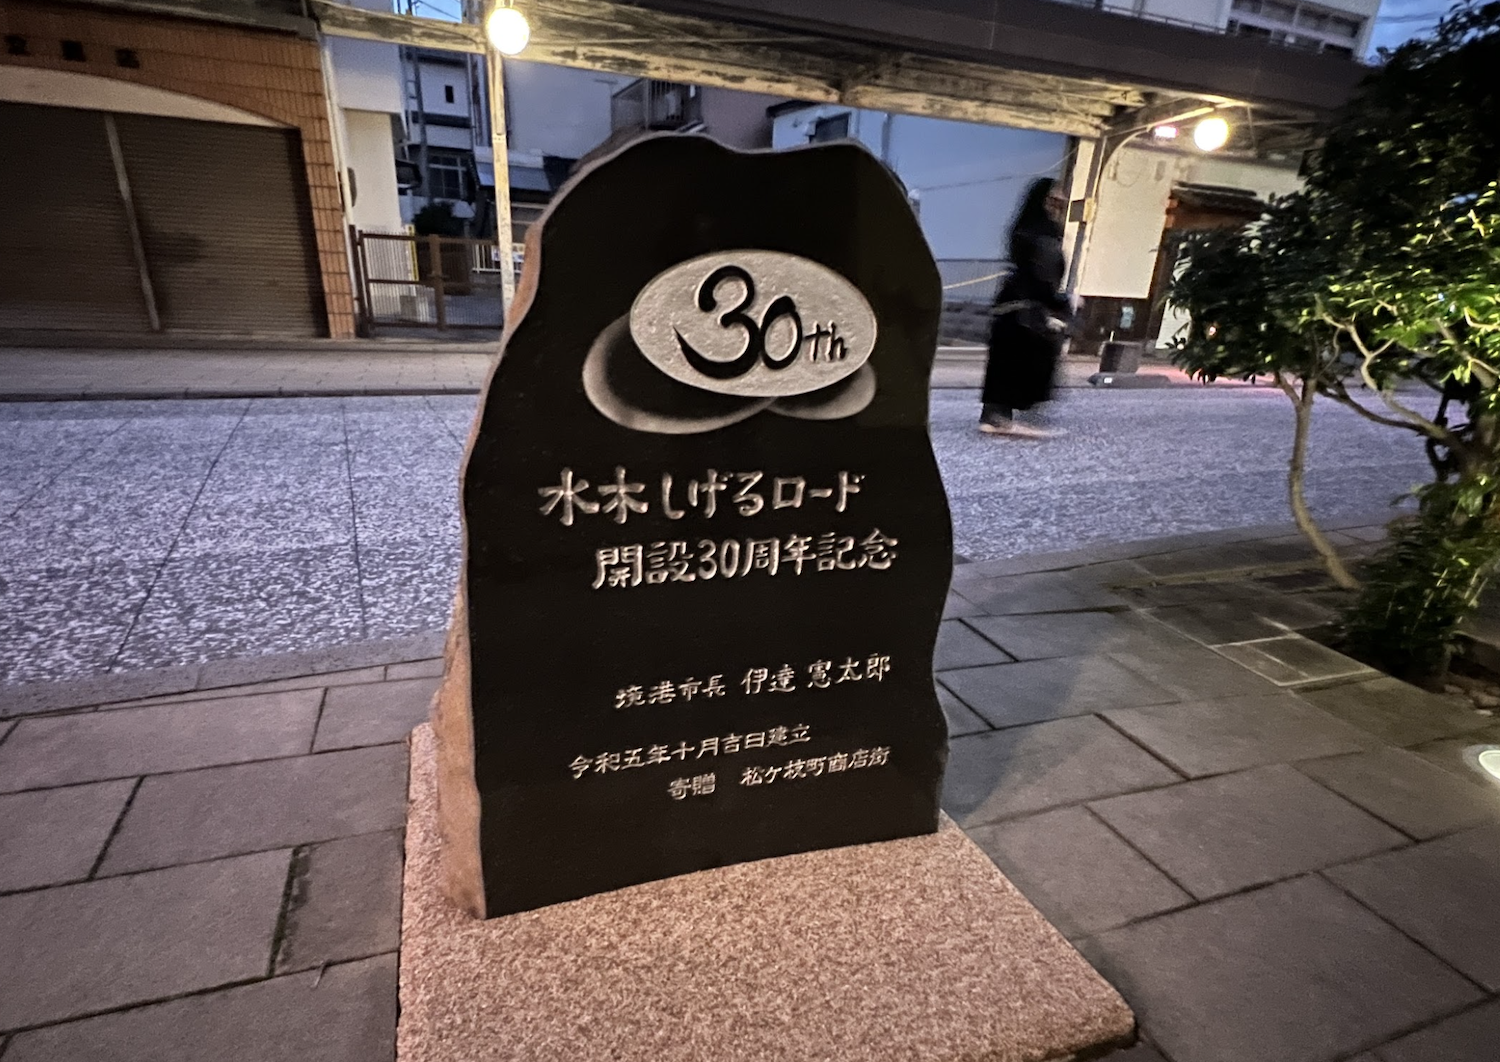 30th
水木しげるロード
開設30周年記念
境港市長 伊達 憲太郎
令和五年十月吉日建立
寄贈 松ケ枝町商店街